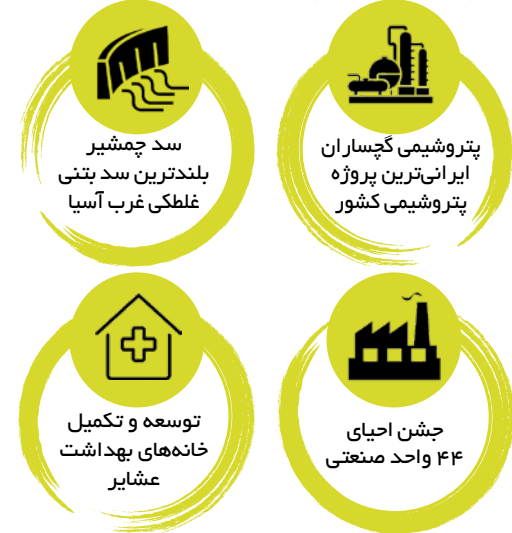 پتروشیمی گچساران
ایرانی‌ترین پروژه
پتروشیمی کشور
سد چمشیر
بلندترین سد بتنی
غلطکی غرب آسیا
جشن احیای
۴۴ واحد صنعتی
توسعه و تکمیل
خانه‌های بهداشت
عشایر